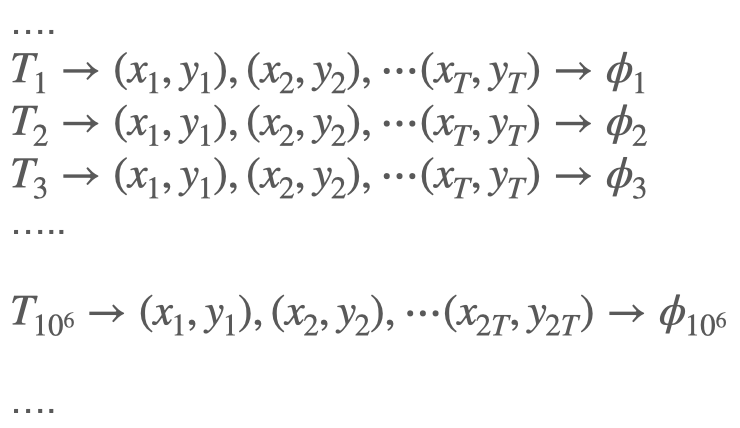 ....
T₁ → (x₁, y₁), (x₂, y₂), ⋯(x_T, y_T) → ϕ₁
T₂ → (x₁, y₁), (x₂, y₂), ⋯(x_T, y_T) → ϕ₂
T₃ → (x₁, y₁), (x₂, y₂), ⋯(x_T, y_T) → ϕ₃
.....
T_{10⁶} → (x₁, y₁), (x₂, y₂), ⋯(x_{2T}, y_{2T}) → ϕ_{10⁶}
....